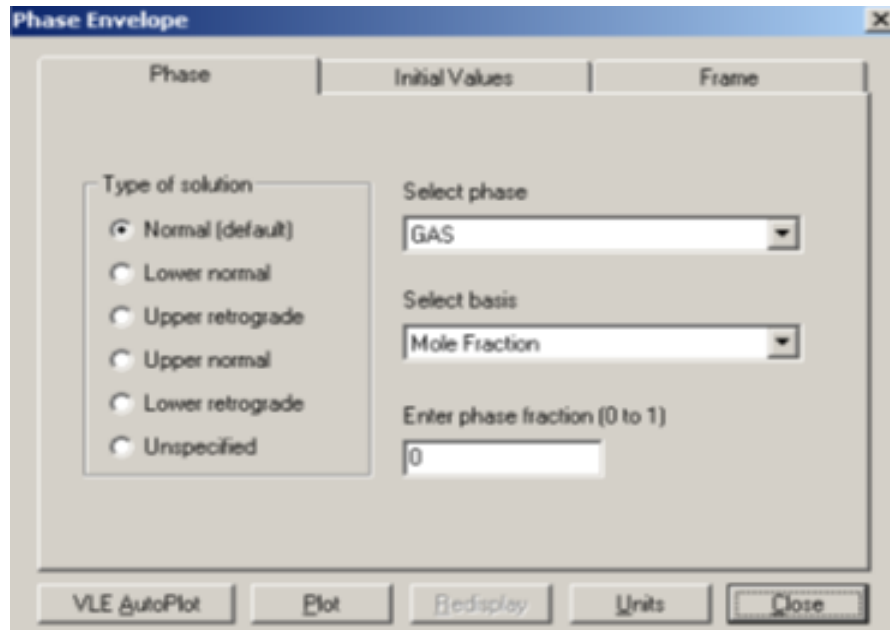 Phase Envelope
Phase
Initial Values
Frame
Type of solution
Normal (default)
Lower normal
Upper retrograde
Upper normal
Lower retrograde
Unspecified
Select phase
GAS
Select basis
Mole Fraction
Enter phase fraction (0 to 1)
0
VLE AutoPlot
Plot
Redisplay
Units
Close